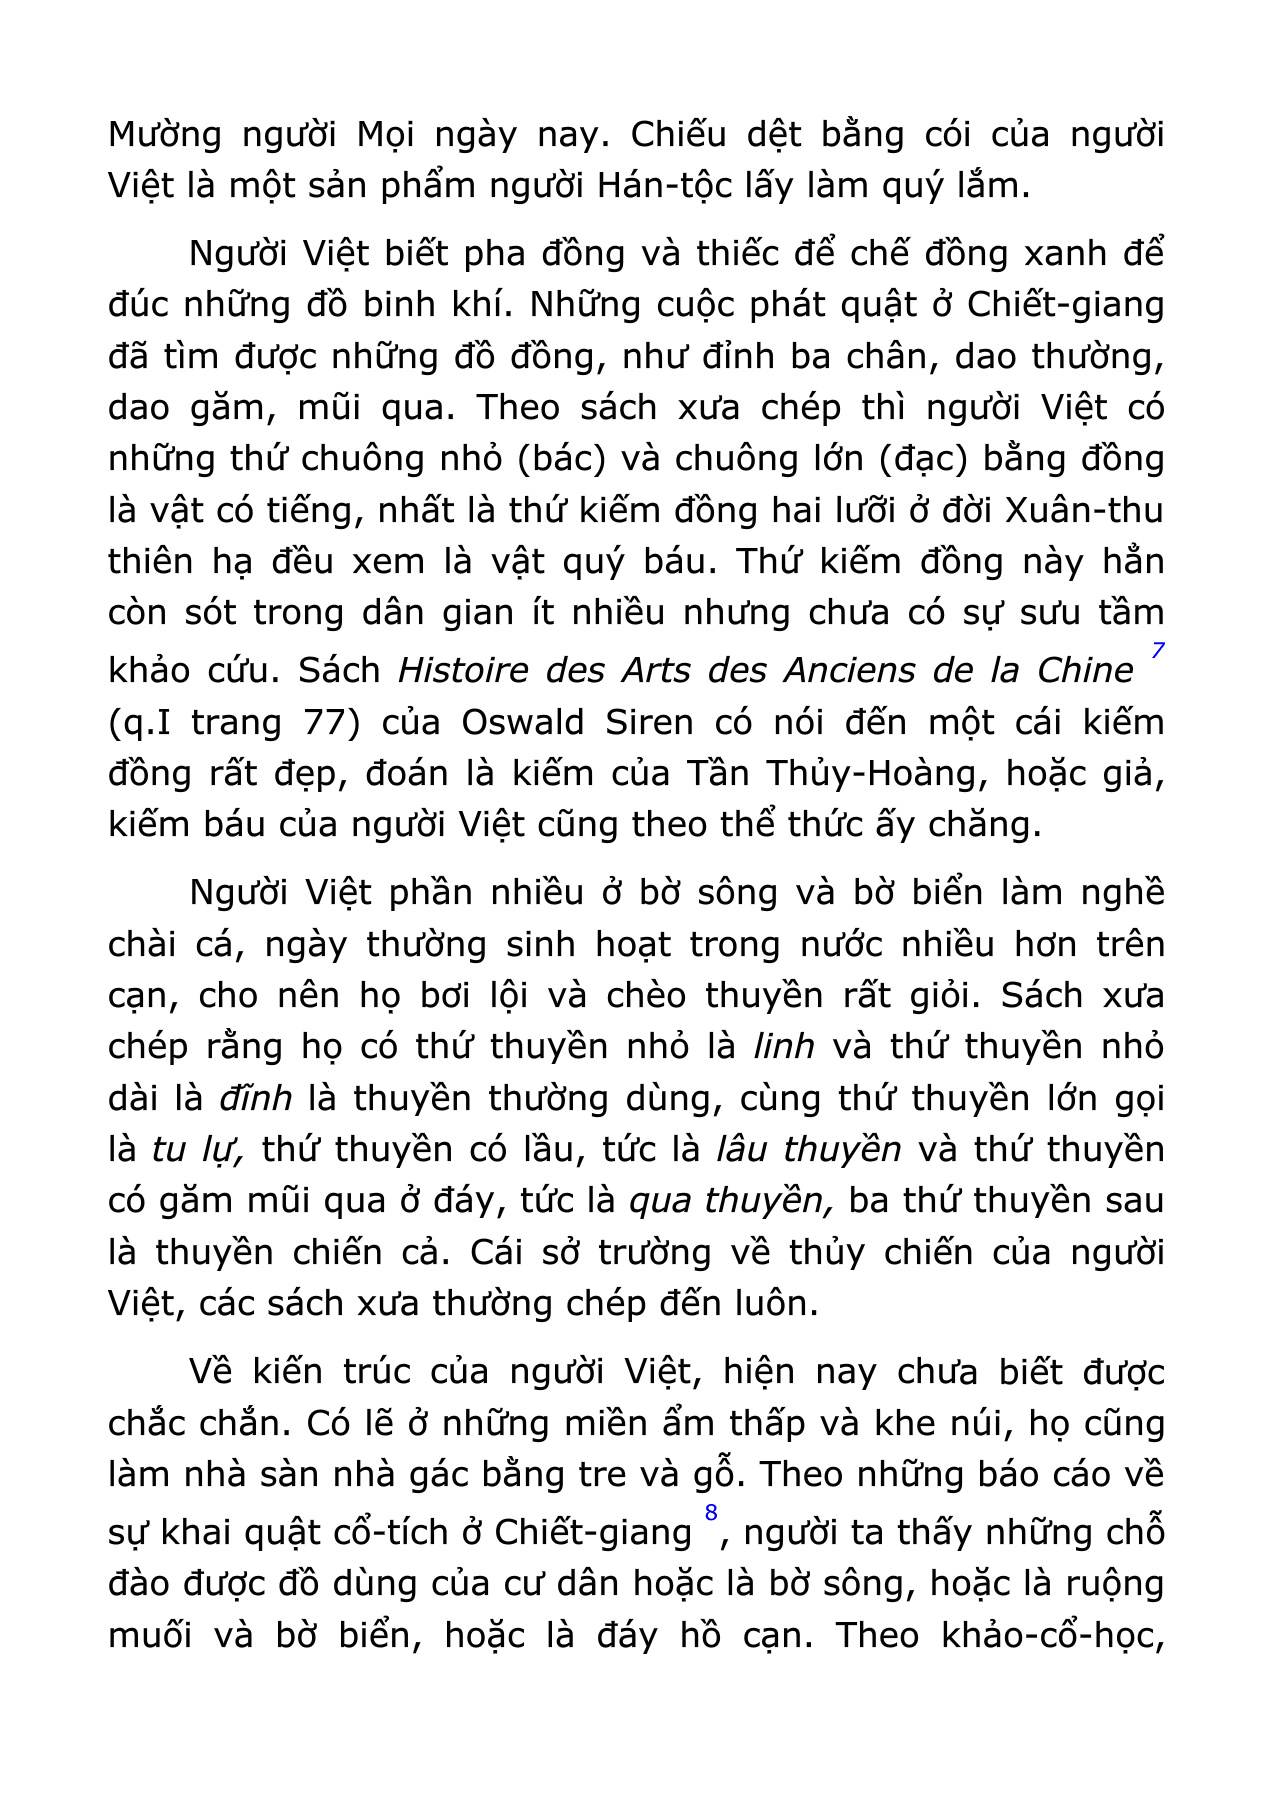 Mường người Mọi ngày nay. Chiếu dệt bằng cói của người
Việt là một sản phẩm người Hán-tộc lấy làm quý lắm.
Người Việt biết pha đồng và thiếc để chế đồng xanh để
đúc những đồ binh khí. Những cuộc phát quật ở Chiết-giang
đã tìm được những đồ đồng, như đỉnh ba chân, dao thường,
dao găm, mũi qua. Theo sách xưa chép thì người Việt có
những thứ chuông nhỏ (bác) và chuông lớn (đạc) bằng đồng
là vật có tiếng, nhất là thứ kiếm đồng hai lưỡi ở đời Xuân-thu
thiên hạ đều xem là vật quý báu. Thứ kiếm đồng này hẳn
còn sót trong dân gian ít nhiều nhưng chưa có sự sưu tầm
khảo cứu. Sách Histoire des Arts des Anciens de la Chine 7
(q.I trang 77) của Oswald Siren có nói đến một cái kiếm
đồng rất đẹp, đoán là kiếm của Tần Thủy-Hoàng, hoặc giả,
kiếm báu của người Việt cũng theo thể thức ấy chăng.
Người Việt phần nhiều ở bờ sông và bờ biển làm nghề
chài cá, ngày thường sinh hoạt trong nước nhiều hơn trên
cạn, cho nên họ bơi lội và chèo thuyền rất giỏi. Sách xưa
chép rằng họ có thứ thuyền nhỏ là linh và thứ thuyền nhỏ
dài là đĩnh là thuyền thường dùng, cùng thứ thuyền lớn gọi
là tu lự, thứ thuyền có lầu, tức là lâu thuyền và thứ thuyền
có găm mũi qua ở đáy, tức là qua thuyền, ba thứ thuyền sau
là thuyền chiến cả. Cái sở trường về thủy chiến của người
Việt, các sách xưa thường chép đến luôn.
Về kiến trúc của người Việt, hiện nay chưa biết được
chắc chắn. Có lẽ ở những miền ẩm thấp và khe núi, họ cũng
làm nhà sàn nhà gác bằng tre và gỗ. Theo những báo cáo về
sự khai quật cổ-tích ở Chiết-giang 8, người ta thấy những chỗ
đào được đồ dùng của cư dân hoặc là bờ sông, hoặc là ruộng
muối và bờ biển, hoặc là đáy hồ cạn. Theo khảo-cổ-học,